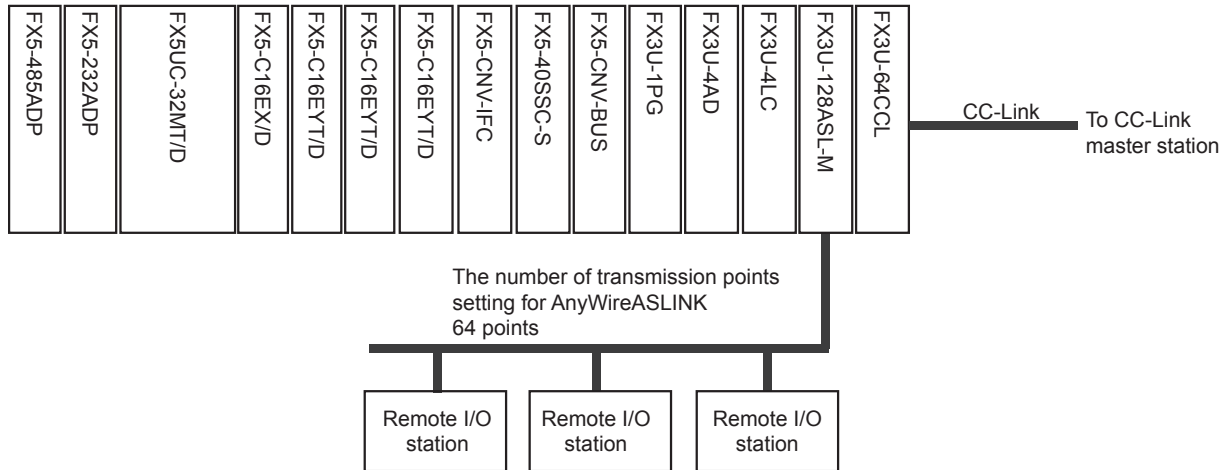 FX5-485ADP
FX5-232ADP
FX5UC-32MT/D
FX5-C16EX/D
FX5-C16EYT/D
FX5-C16EYT/D
FX5-C16EYT/D
FX5-CNV-IFC
FX5-40SSC-S
FX5-CNV-BUS
FX3U-1PG
FX3U-4AD
FX3U-4LC
FX3U-128ASL-M
FX3U-64CCL
CC-Link
To CC-Link
master station
The number of transmission points
setting for AnyWireASLINK
64 points
Remote I/O
station
Remote I/O
station
Remote I/O
station